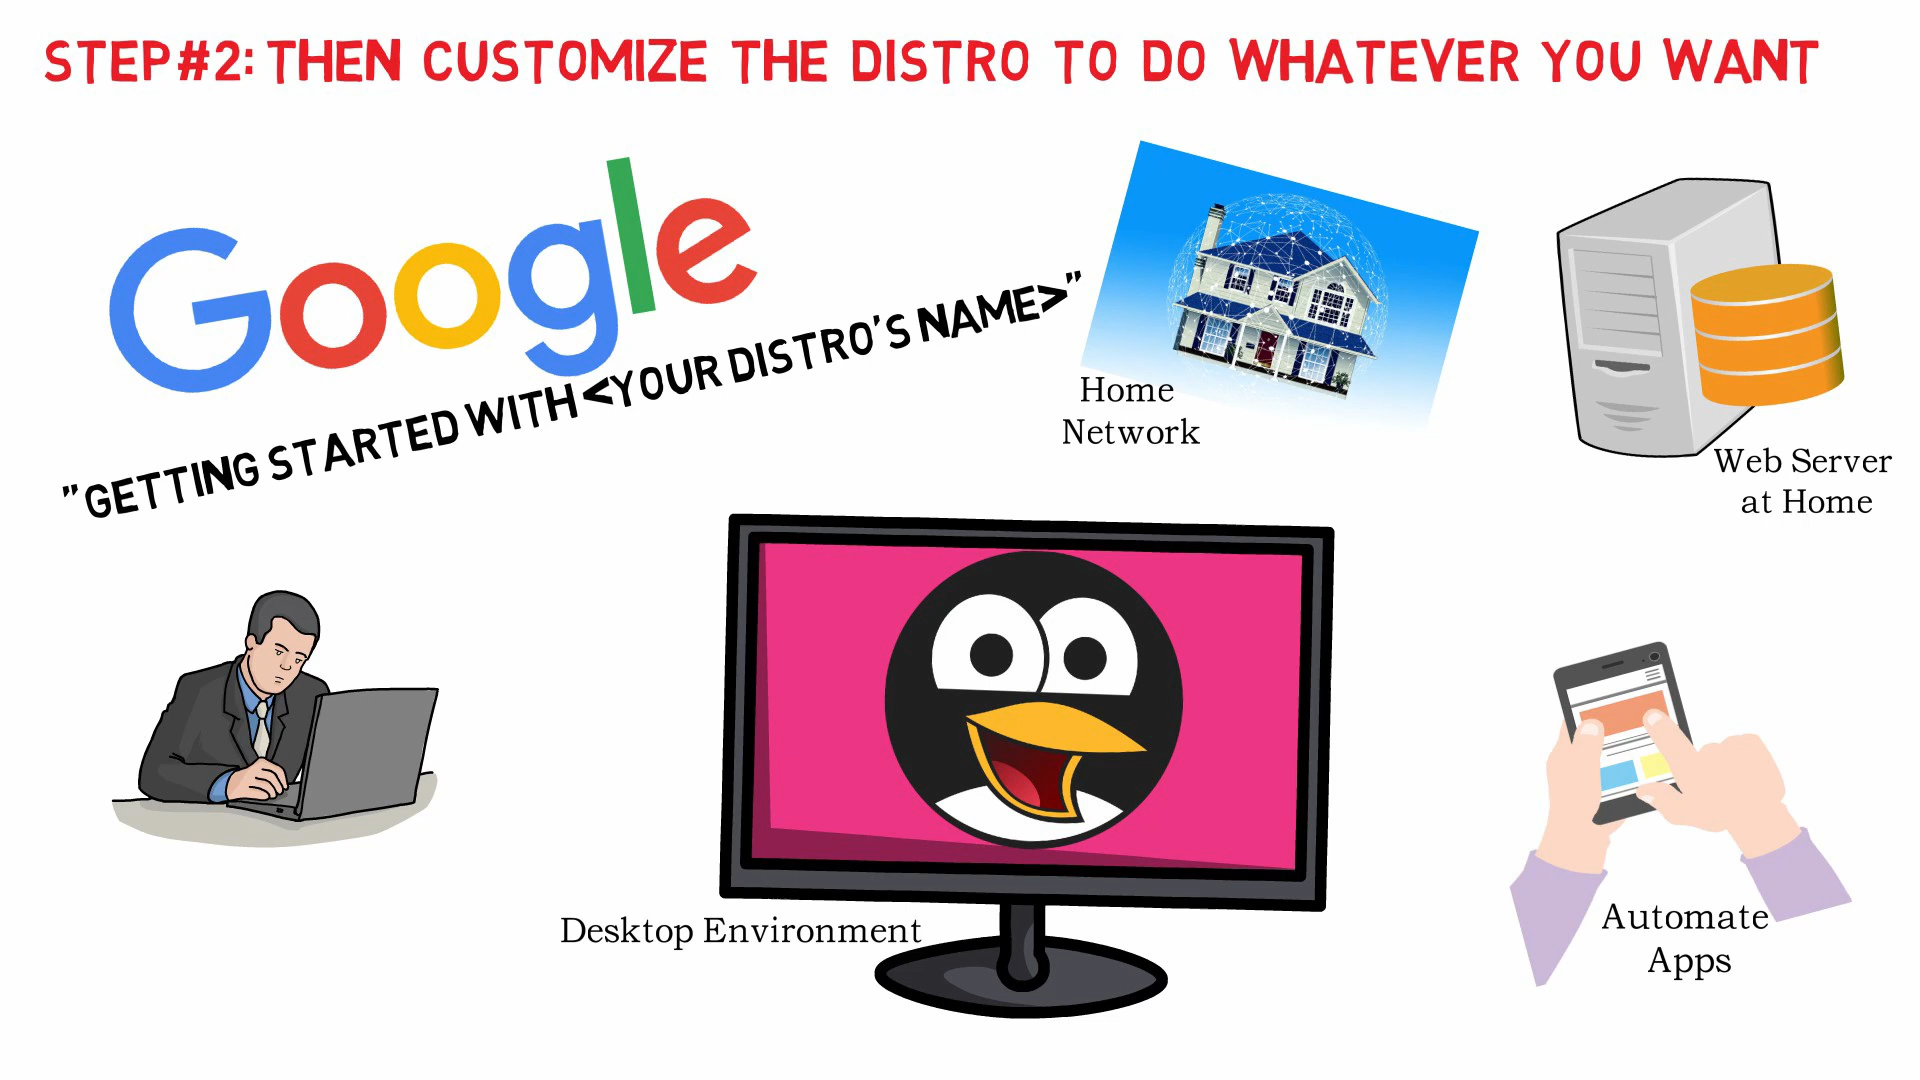 STEP#2: THEN CUSTOMIZE THE DISTRO TO DO WHATEVER YOU WANT
Google
"GETTING STARTED WITH <YOUR DISTRO'S NAME>"
Home
Network
Web Server
at Home
Desktop Environment
Automate
Apps